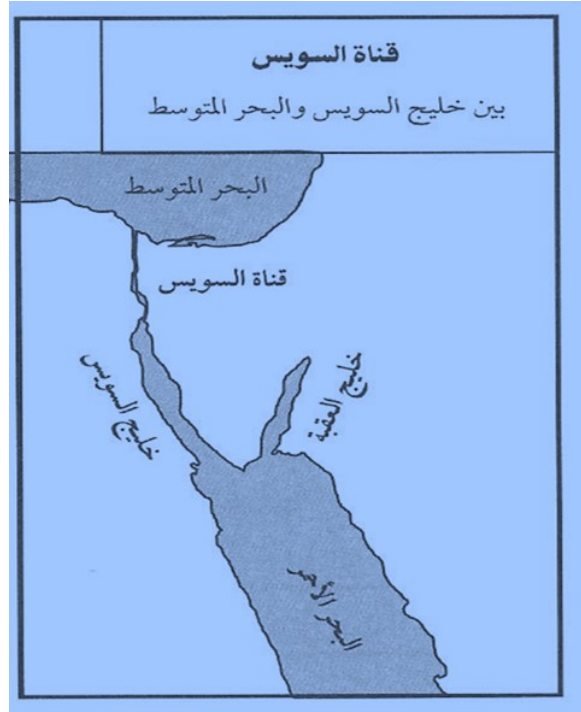 قناة السويس
بين خليج السويس والبحر المتوسط
البحر المتوسط
قناة السويس
خليج السويس
خليج العقبة
البحر الأحمر